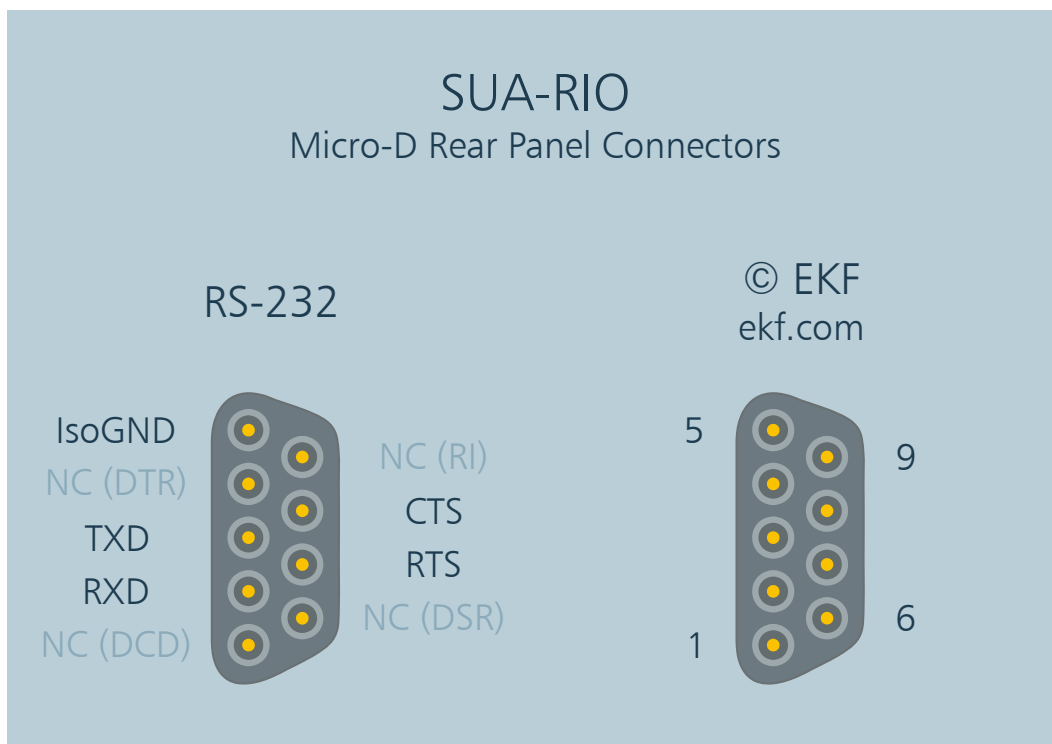 SUA-RIO
Micro-D Rear Panel Connectors
RS-232
© EKF
ekf.com
IsoGND
NC (DTR)
TXD
RXD
NC (DCD)
NC (RI)
CTS
RTS
NC (DSR)
5
1
9
6